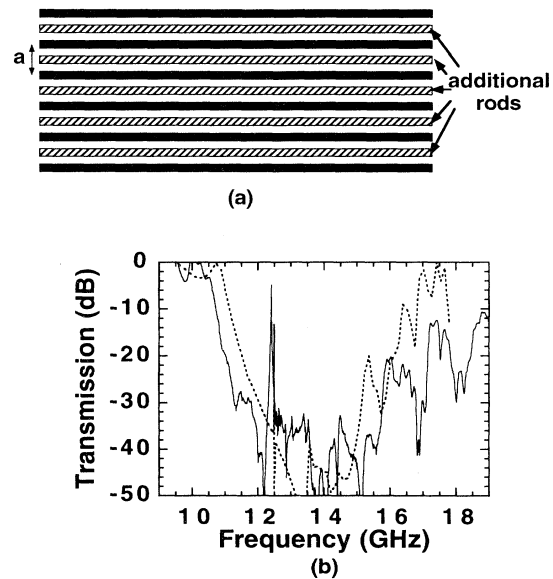 a
additional
rods
(a)
0
-10
-20
-30
-40
-50
Transmission (dB)
10 12 14 16 18
Frequency (GHz)
(b)